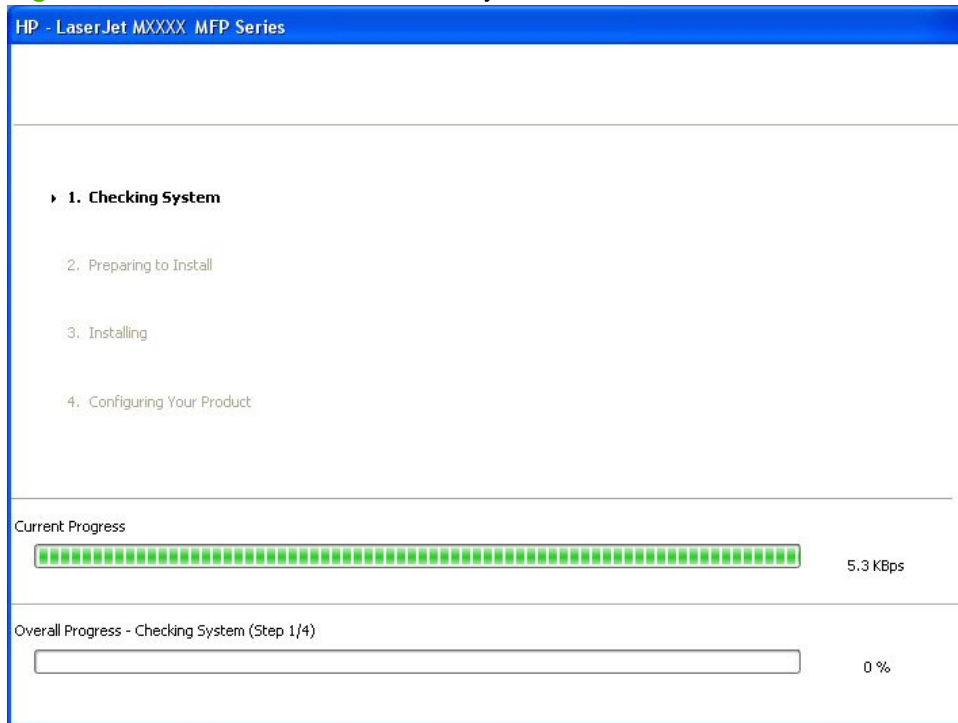 HP - LaserJet MXXXX MFP Series
1. Checking System
2. Preparing to Install
3. Installing
4. Configuring Your Product
Current Progress
5.3 KBps
Overall Progress - Checking System (Step 1/4)
0 %